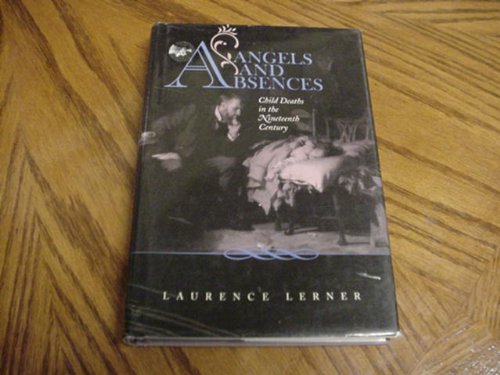 ANGELS
AND
ABSENCES
Child Deaths
in the
Nineteenth
Century
LAURENCE LERNER